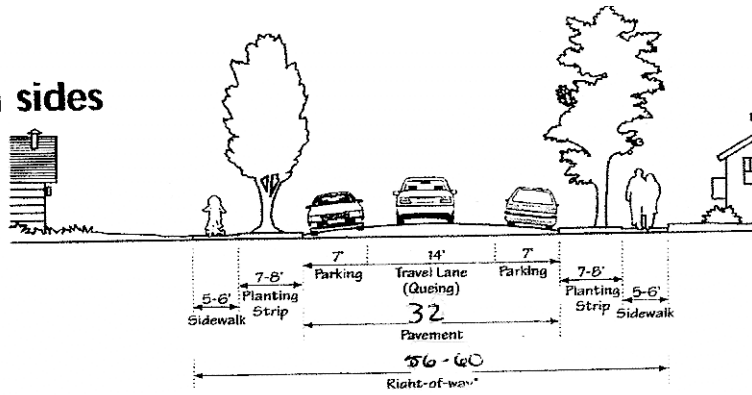 sides
7' 14' 7'
Parking Travel Lane Parking
(Queing)
7-8' 7-8'
Planting Planting
Strip Strip
5-6' 5-6'
Sidewalk Sidewalk
32
Pavement
56-60
Right-of-way*